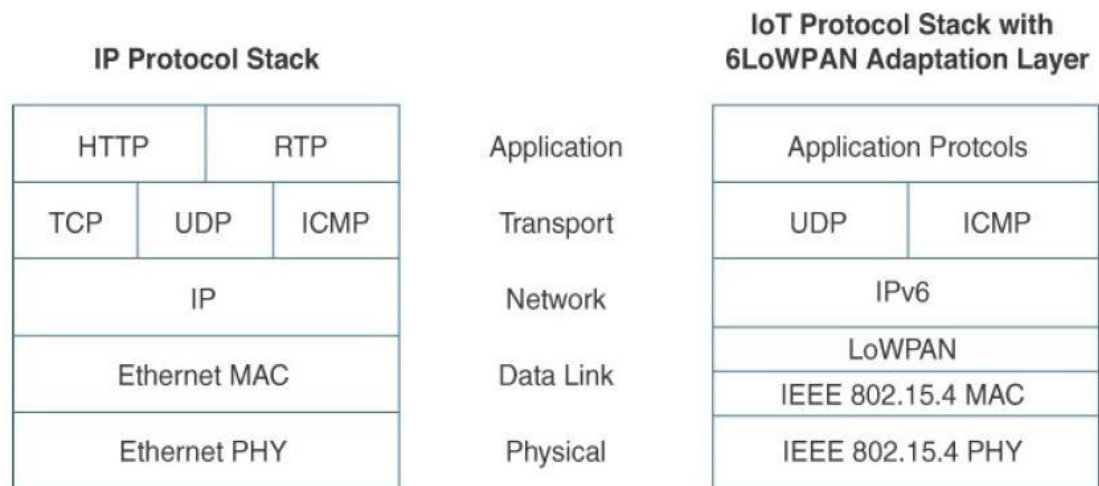 IP Protocol Stack
IoT Protocol Stack with
6LoWPAN Adaptation Layer
HTTP RTP Application Application Protcols
TCP UDP ICMP Transport UDP ICMP
IP Network IPv6
LoWPAN
Ethernet MAC Data Link
IEEE 802.15.4 MAC
Ethernet PHY Physical IEEE 802.15.4 PHY